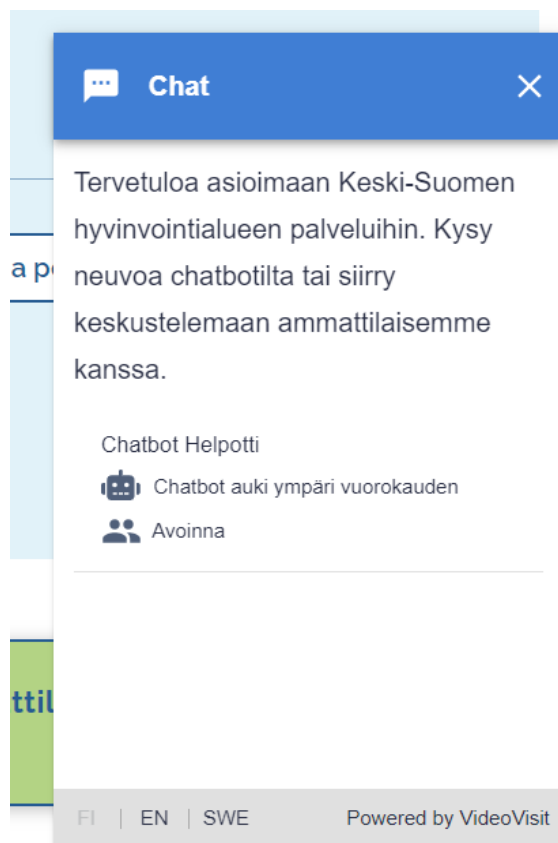 Chat
Tervetuloa asioimaan Keski-Suomen
hyvinvointialueen palveluihin. Kysy
neuvoa chatbotilta tai siirry
keskustelemaan ammattilaisemme
kanssa.
a p
Chatbot Helpotti
Chatbot auki ympäri vuorokauden
Avoinna
ttil
FI | EN | SWE Powered by VideoVisit